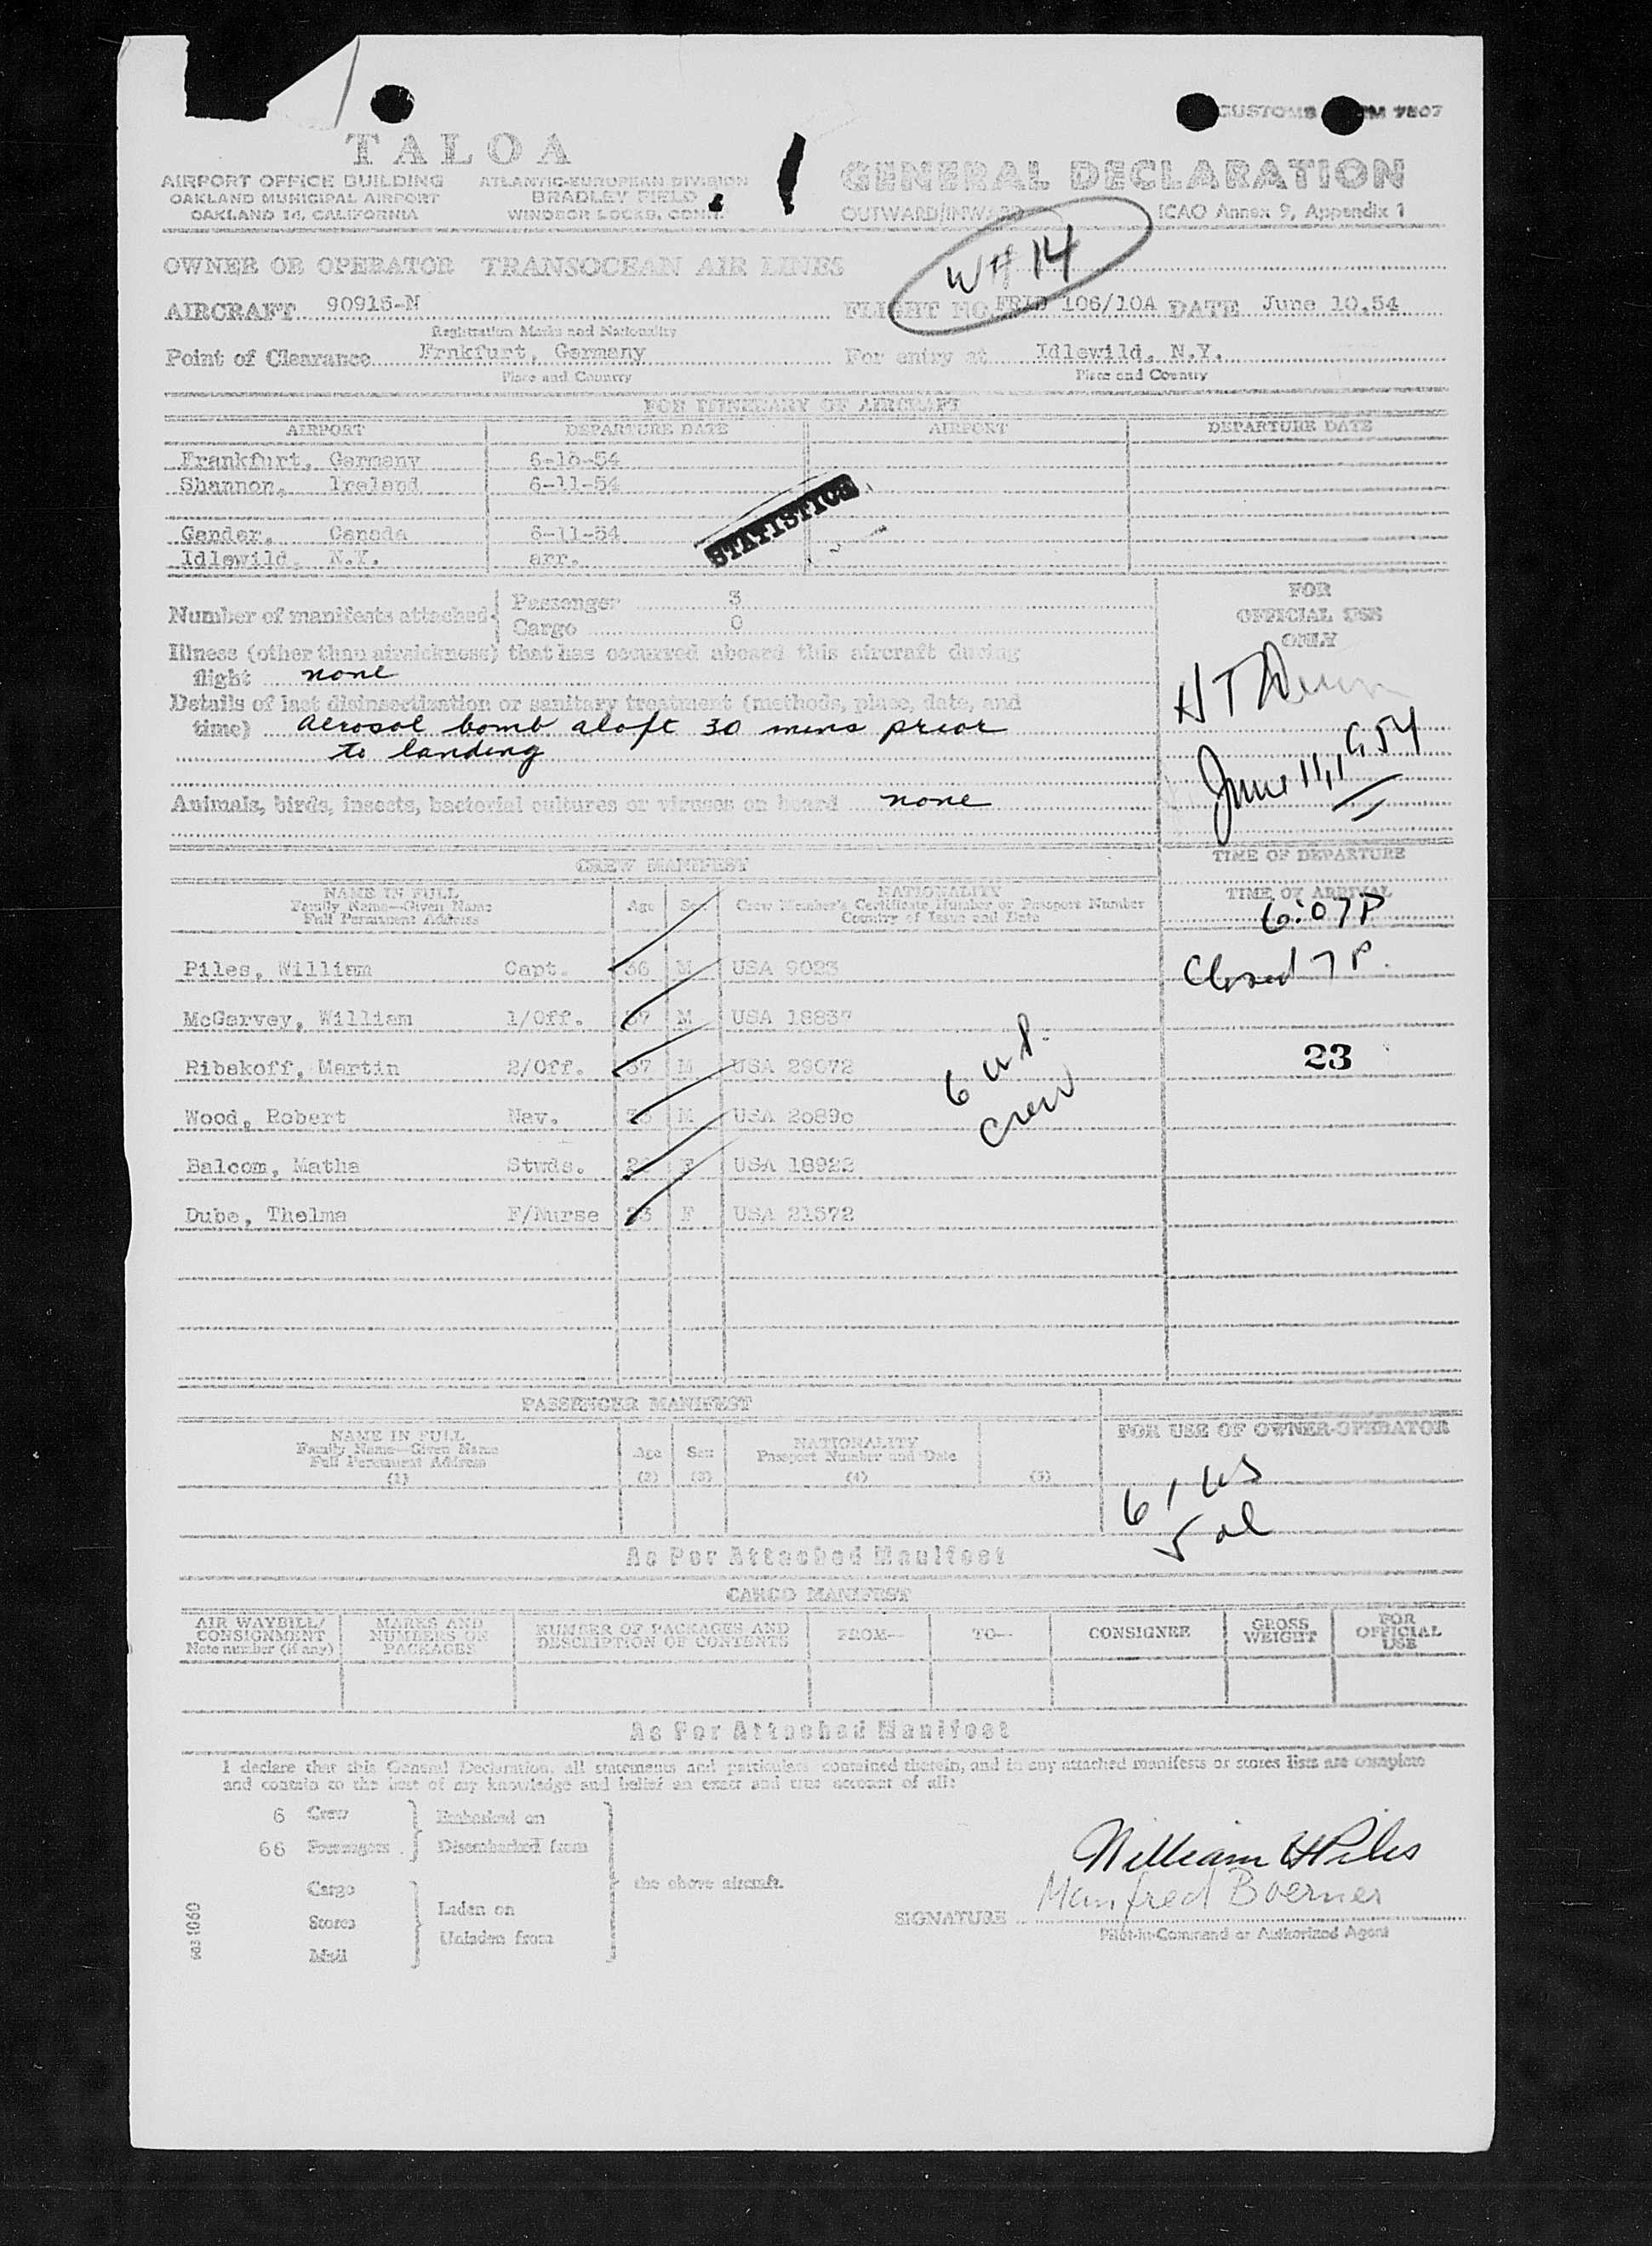 CUSTOMS FORM 7507
TALOA
AIRPORT OFFICE BUILDING
OAKLAND MUNICIPAL AIRPORT
OAKLAND 14, CALIFORNIA
ATLANTIC-EUROPEAN DIVISION
BRADLEY FIELD
WINDSOR LOCKS, CONN.
GENERAL DECLARATION
OUTWARD/INWARD
ICAO Annex 9, Appendix 1
W# 14
OWNER OR OPERATOR TRANSOCEAN AIR LINES
AIRCRAFT 90915-N FLIGHT NO. 106/10A DATE June 10.54
Registration Marks and Nationality
Point of Clearance Frnkfurt, Germany For entry at Idlewild, N.Y.
Place and Country Place and Country
FOR ITINERARY OF AIRCRAFT
AIRPORT DEPARTURE DATE AIRPORT DEPARTURE DATE
Frankfurt, Germany 6-10-54
Shannon, Ireland 6-11-54
STATISTICS
Gander, Canada 6-11-54
Idlewild, N.Y. arr.
Number of manifests attached Passenger 3
Cargo 0
FOR
OFFICIAL USE
ONLY
Illness (other than airsickness) that has occurred aboard this aircraft during
flight none
Details of last disinsectization or sanitary treatment (methods, place, date, and
time) Aerosol bomb aloft 30 mins prior
to landing
June 11, 1954
Animals, birds, insects, bacterial cultures or viruses on board none
CREW MANIFEST
TIME OF DEPARTURE
TIME OF ARRIVAL
6:07P
Closed 7 P.
23
NAME IN FULL
Family Name—Given Name
Full Permanent Address
Age Sex
NATIONALITY
Crew Member's Certificate Number or Passport Number
Country of Issue and Date
Piles, William Capt. 36 M USA 9023
McGarvey, William 1/Off. 37 M USA 18837
Ribakoff, Martin 2/Off. 37 M USA 29072
Wood, Robert Nav. M USA 2o89o
Balcom, Matha Stwds. F USA 18922
Dube, Thelma F/Nurse F USA 21572
6
crew
PASSENGER MANIFEST
FOR USE OF OWNER-OPERATOR
NAME IN FULL
Family Name—Given Name
Full Permanent Address
(1)
Age
(2)
Sex
(3)
NATIONALITY
Passport Number and Date
(4)
(5)
61 US
5 al
As Per Attached Manifest
CARGO MANIFEST
AIR WAYBILL/
CONSIGNMENT
Note number (if any)
MARKS AND
NUMBERS ON
PACKAGES
NUMBER OF PACKAGES AND
DESCRIPTION OF CONTENTS
FROM—
TO—
CONSIGNEE
GROSS
WEIGHT
FOR
OFFICIAL
USE
As Per Attached Manifest
I declare that this General Declaration, all statements and particulars contained therein, and in any attached manifests or stores lists are complete
and contain to the best of my knowledge and belief an exact and true account of all:
6 Crew Embarked on
66 Passengers Disembarked from
Cargo
Stores Laden on
Mail Unladen from
the above aircraft.
William H Piles
Manfred Boerner
SIGNATURE
Pilot-in-Command or Authorized Agent